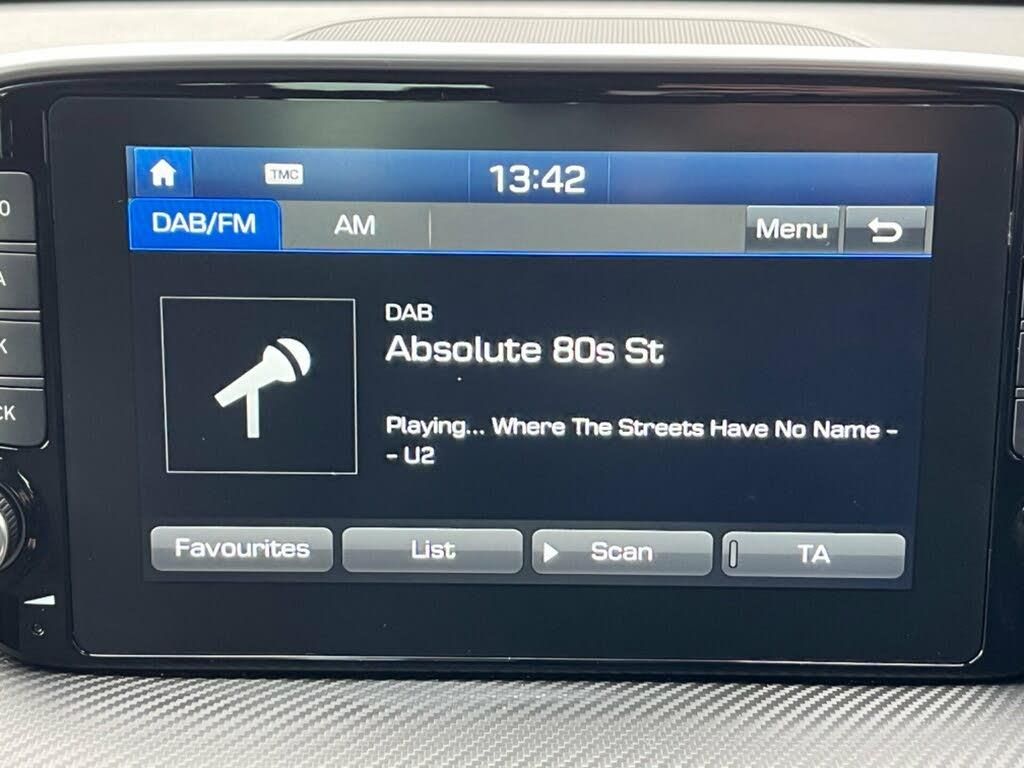 TMC
13:42
DAB/FM
AM
Menu
DAB
Absolute 80s St
Playing... Where The Streets Have No Name -
- U2
Favourites
List
Scan
TA